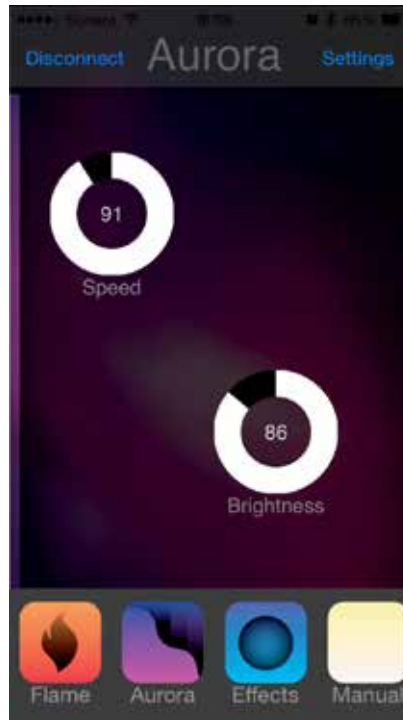 Disconnect Aurora Settings
91
Speed
86
Brightness
Flame Aurora Effects Manual